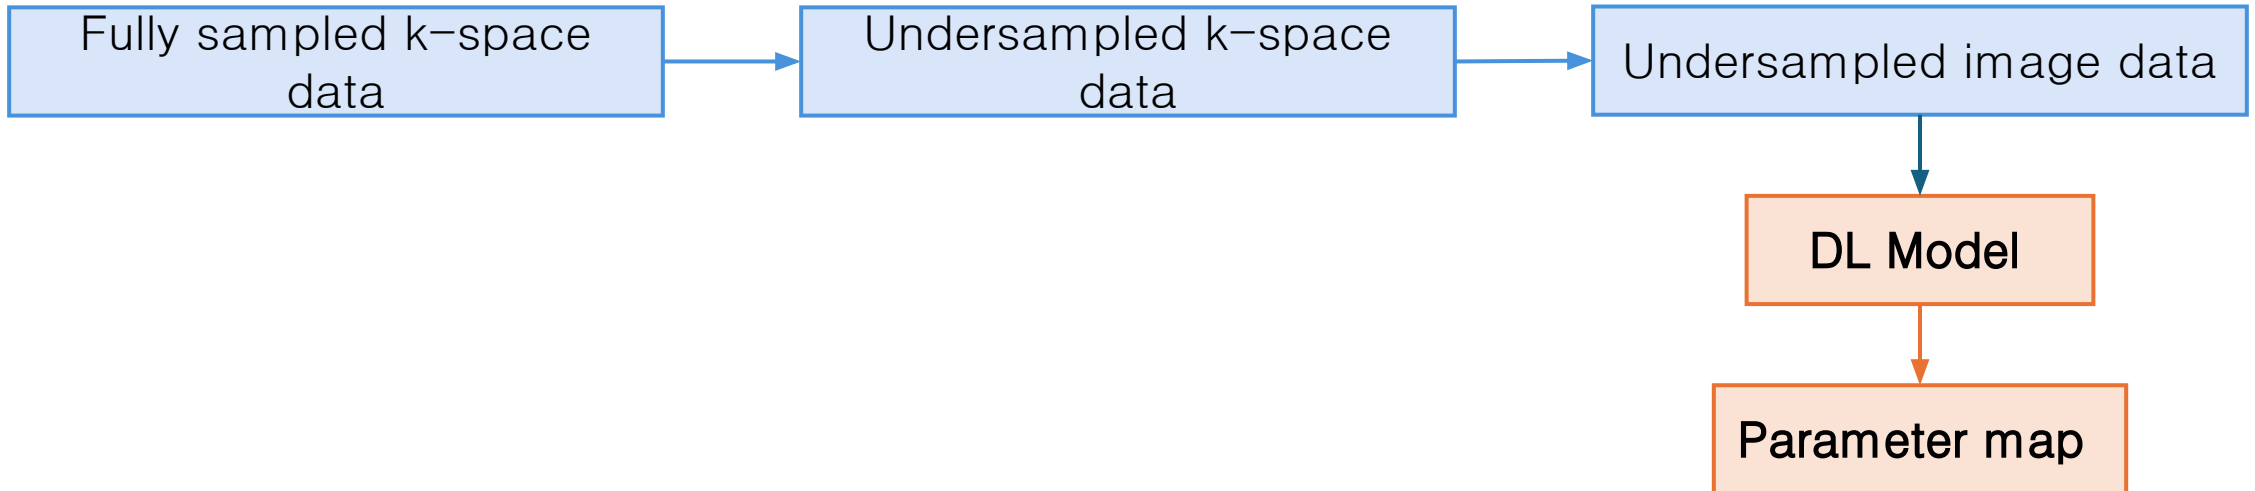 Fully sampled k-space
data
Undersampled k-space
data
Undersampled image data
DL Model
Parameter map